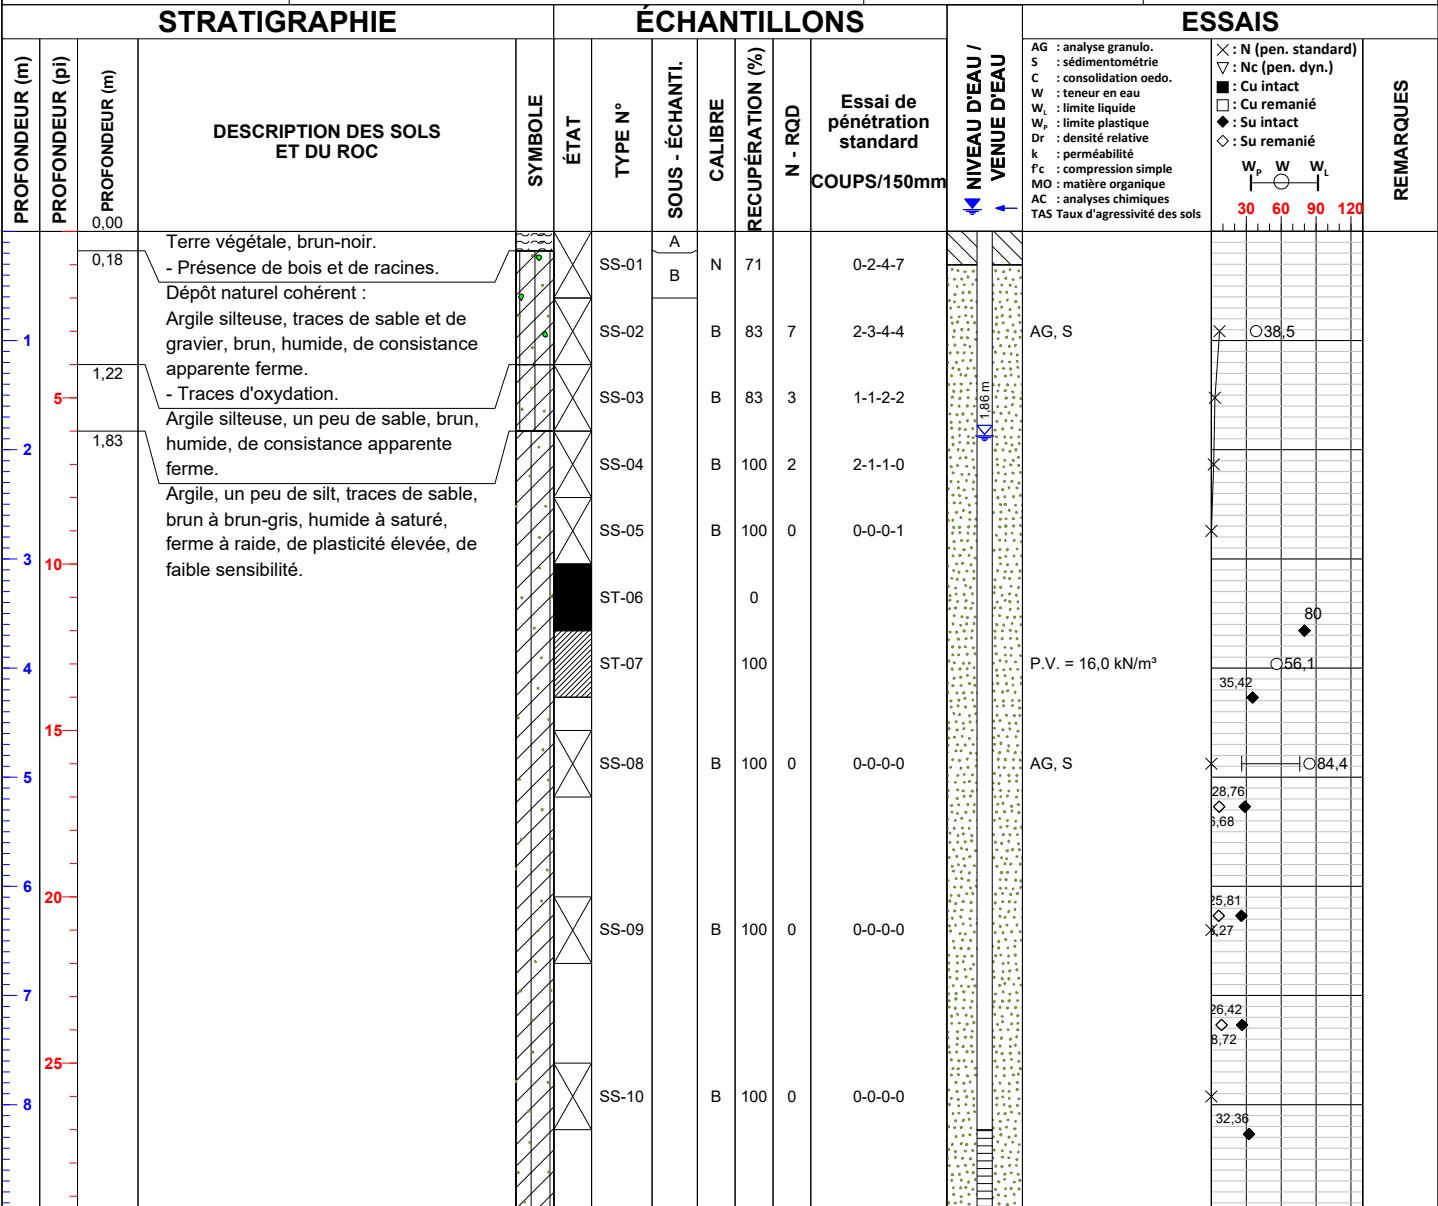 STRATIGRAPHIE
ÉCHANTILLONS
ESSAIS
PROFONDEUR (m)
PROFONDEUR (pi)
PROFONDEUR (m)
0,00
DESCRIPTION DES SOLS
ET DU ROC
SYMBOLE
ÉTAT
TYPE N°
SOUS - ÉCHANTI.
CALIBRE
RECUPÉRATION (%)
N - RQD
Essai de
pénétration
standard
COUPS/150mm
NIVEAU D'EAU /
VENUE D'EAU
AG : analyse granulo.
S : sédimentométrie
C : consolidation oedo.
W : teneur en eau
WL : limite liquide
WP : limite plastique
Dr : densité relative
k : perméabilité
f'c : compression simple
MO : matière organique
AC : analyses chimiques
TAS Taux d'agressivité des sols
: N (pen. standard)
: Nc (pen. dyn.)
: Cu intact
: Cu remanié
: Su intact
: Su remanié
WP W WL
30 60 90 120
REMARQUES
Terre végétale, brun-noir.
- Présence de bois et de racines.
0,18
Dépôt naturel cohérent :
Argile silteuse, traces de sable et de
gravier, brun, humide, de consistance
apparente ferme.
- Traces d'oxydation.
1,22
Argile silteuse, un peu de sable, brun,
humide, de consistance apparente
ferme.
1,83
Argile, un peu de silt, traces de sable,
brun à brun-gris, humide à saturé,
ferme à raide, de plasticité élevée, de
faible sensibilité.
1
2
3
4
5
6
7
8
5
10
15
20
25
A
B
SS-01 N 71 0-2-4-7
SS-02 B 83 7 2-3-4-4 AG, S 38,5
SS-03 B 83 3 1-1-2-2
1,86 m
SS-04 B 100 2 2-1-1-0
SS-05 B 100 0 0-0-0-1
ST-06 0
80
ST-07 100 P.V. = 16,0 kN/m³ 56,1
35,42
SS-08 B 100 0 0-0-0-0 AG, S 84,4
28,76
6,68
25,81
SS-09 B 100 0 0-0-0-0
,27
26,42
8,72
SS-10 B 100 0 0-0-0-0
32,36